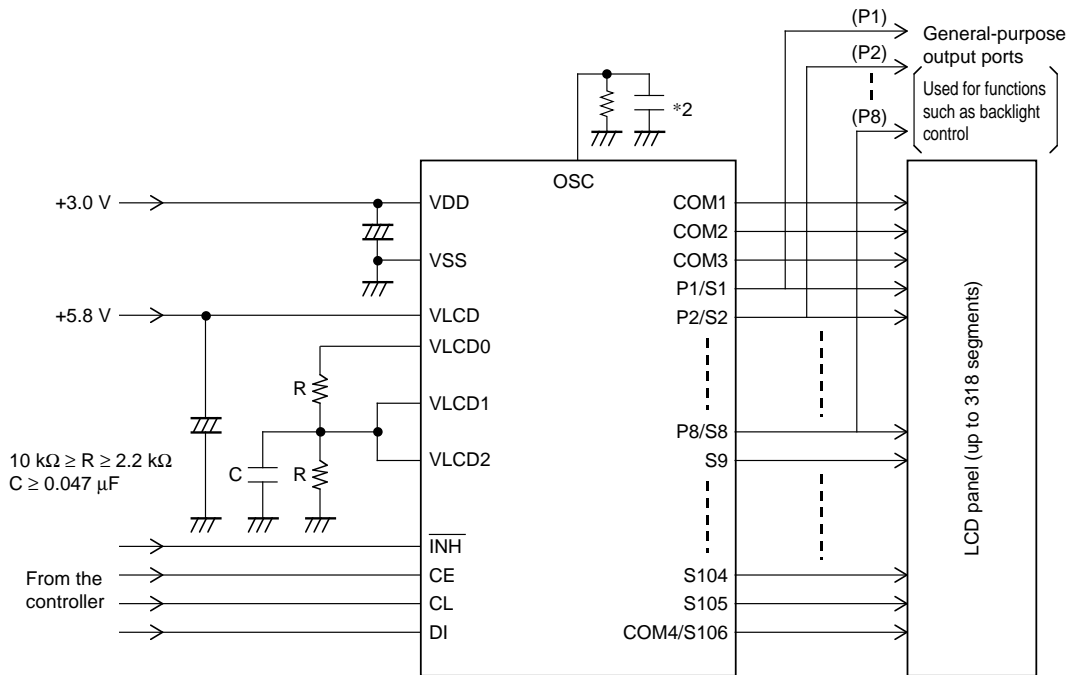 (P1)
General-purpose
output ports
(P2)
Used for functions
such as backlight
control
(P8)
*2
OSC
+3.0 V
VDD
COM1
COM2
VSS
COM3
P1/S1
+5.8 V
VLCD
P2/S2
VLCD0
R
VLCD1
P8/S8
VLCD2
S9
10 kΩ ≥ R ≥ 2.2 kΩ
C ≥ 0.047 μF
C
R
LCD panel (up to 318 segments)
INH
From the
controller
CE
S104
CL
S105
DI
COM4/S106